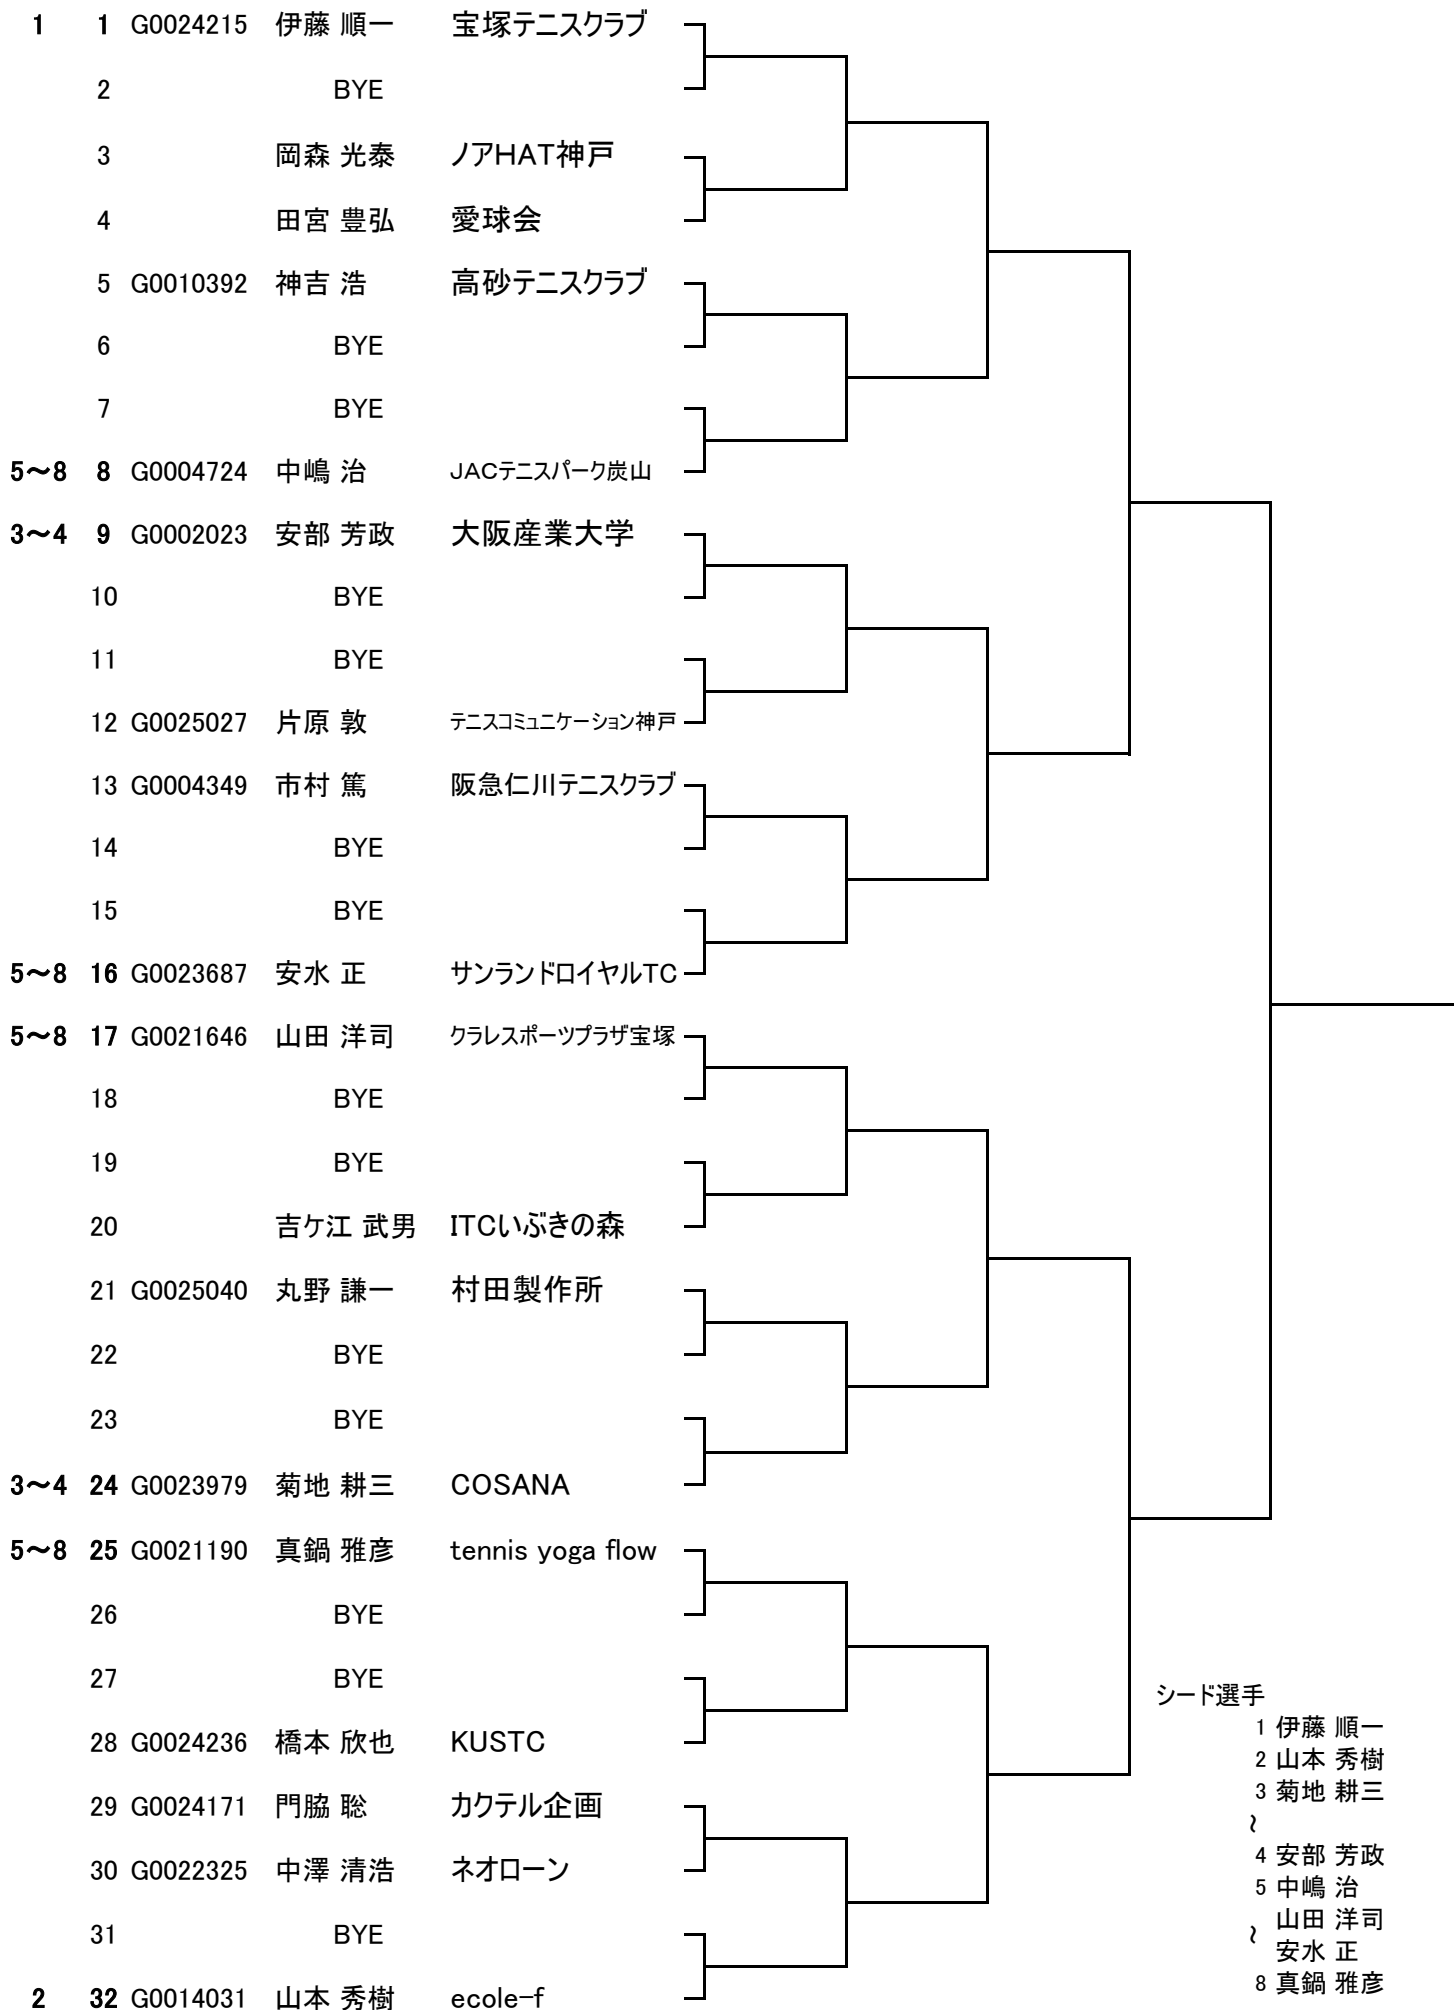 1 1 G0024215 伊藤 順一 宝塚テニスクラブ
2 BYE
3 岡森 光泰 ノアHAT神戸
4 田宮 豊弘 愛球会
5 G0010392 神吉 浩 高砂テニスクラブ
6 BYE
7 BYE
5～8 8 G0004724 中嶋 治 JACテニスパーク炭山
3～4 9 G0002023 安部 芳政 大阪産業大学
10 BYE
11 BYE
12 G0025027 片原 敦 テニスコミュニケーション神戸
13 G0004349 市村 篤 阪急仁川テニスクラブ
14 BYE
15 BYE
5～8 16 G0023687 安水 正 サンランドロイヤルTC
5～8 17 G0021646 山田 洋司 クラレスポーツプラザ宝塚
18 BYE
19 BYE
20 吉ケ江 武男 ITCいぶきの森
21 G0025040 丸野 謙一 村田製作所
22 BYE
23 BYE
3～4 24 G0023979 菊地 耕三 COSANA
5～8 25 G0021190 真鍋 雅彦 tennis yoga flow
26 BYE
27 BYE
28 G0024236 橋本 欣也 KUSTC
29 G0024171 門脇 聡 カクテル企画
30 G0022325 中澤 清浩 ネオローン
31 BYE
2 32 G0014031 山本 秀樹 ecole-f
シード選手
1 伊藤 順一
2 山本 秀樹
3 菊地 耕三
～
4 安部 芳政
5 中嶋 治
山田 洋司
～
安水 正
8 真鍋 雅彦